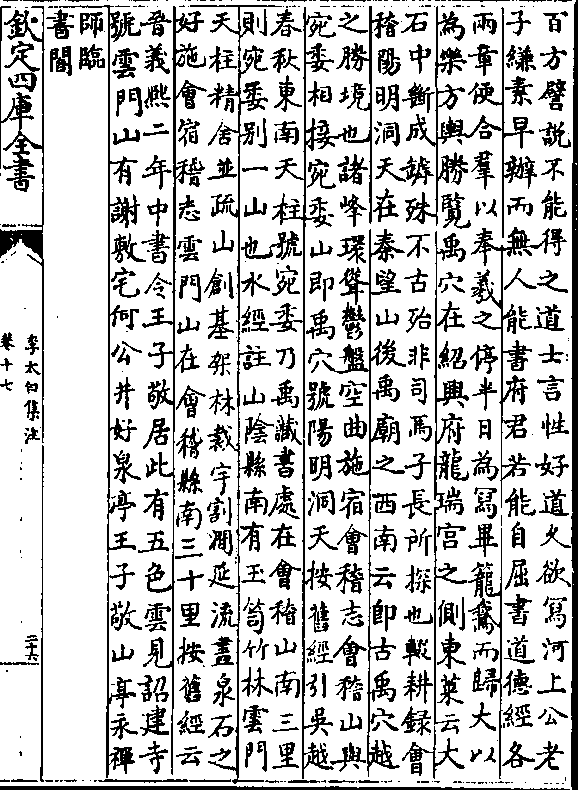 百方譬說不能得之道士言性好道久欲寫河上公老
子縑素早辦而無人能書府君若能自屈書道德經各
兩章便合羣以奉羲之停半日為寫畢籠鵞而歸大以
為樂方輿勝覽禹穴在紹興府龍瑞宫之側東萊云大
石中斷成罅殊不古殆非司馬子長所探也輟耕録會
稽陽明洞天在秦望山後禹廟之西南云卽古禹穴越
之勝境也諸峰環聳鬱盤空曲施宿會稽志會稽山與
宛委相接宛委山即禹穴號陽明洞天按舊經引吳越
春秋東南天柱號宛委乃禹藏書處在會稽山南三里
則宛委别一山也水經註山陰縣南有玉笥竹林雲門
天柱精舍並疏山創基架林裁宇割澗延流盡泉石之
好施會宿稽志雲門山在會稽縣南三十里按舊經云
晉義熙二年中書令王子敬居此有五色雲見詔建寺
號雲門山有謝敷宅何公井好泉亭王子敬山亭永禪
師臨
書閣
欽定四庫全書
李太白集注
卷十七
二十六